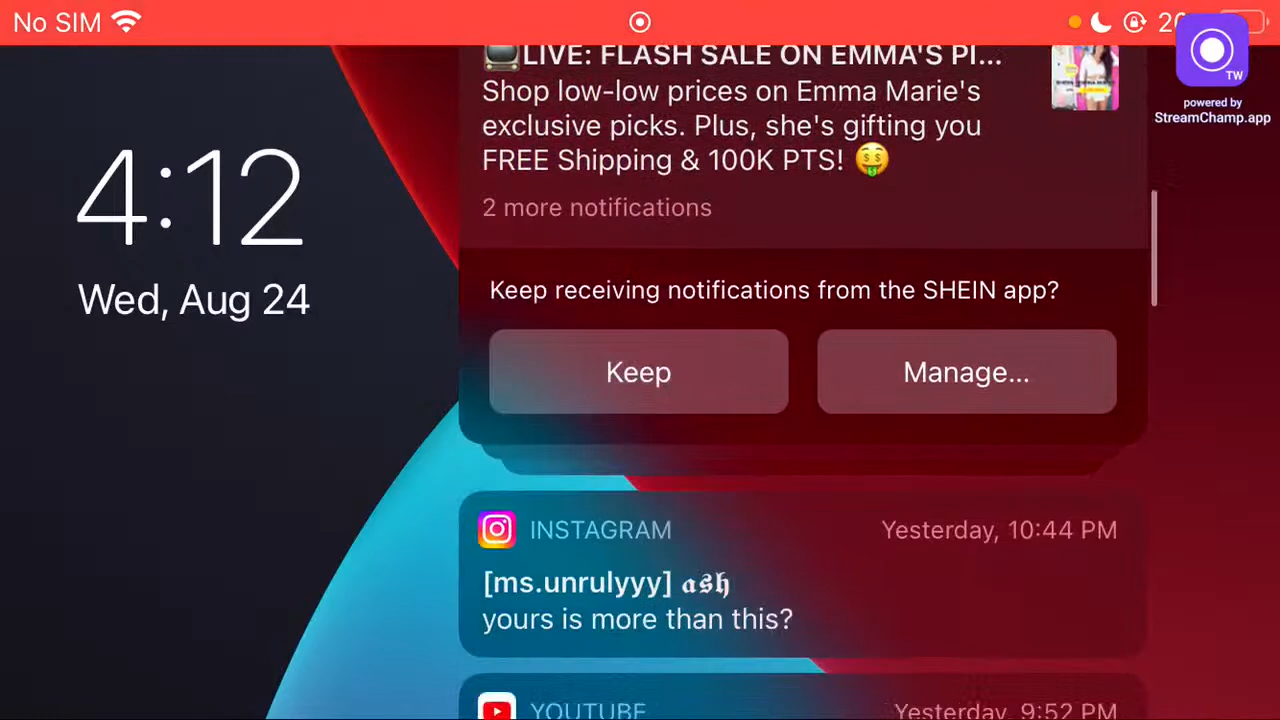 No SIM
TW
powered by
StreamChamp.app
4:12
Wed, Aug 24
LIVE: FLASH SALE ON EMMA'S PI...
Shop low-low prices on Emma Marie's
exclusive picks. Plus, she's gifting you
FREE Shipping & 100K PTS! 🤑
2 more notifications
Keep receiving notifications from the SHEIN app?
Keep
Manage...
INSTAGRAM
Yesterday, 10:44 PM
[ms.unrulyyy] 𝖆𝖘𝖍
yours is more than this?
YOUTUBE
Yesterday, 9:52 PM